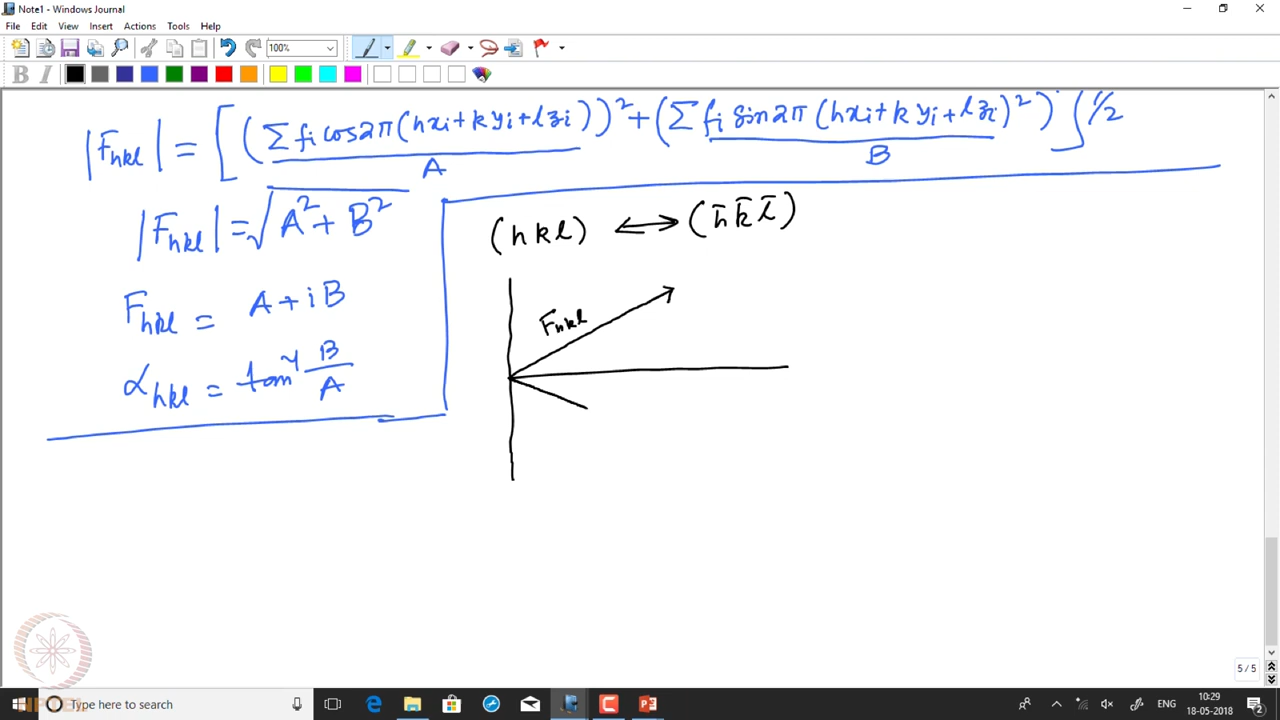 Note1 - Windows Journal
File Edit View Insert Actions Tools Help
100%
B I
|Fhkl| = [(∑ fi cos2π(hxi+kyi+lzi))²+(∑ fi sin2π(hxi+kyi+lzi)²)]1/2
A B
|Fhkl| = √A²+B²
(hkl) ⟷ (h̄ k̄ l̄)
Fhkl = A+iB
Fhkl
αhkl = tan⁻¹ B/A
5 / 5
Type here to search
ENG
10:29
18-05-2018
2